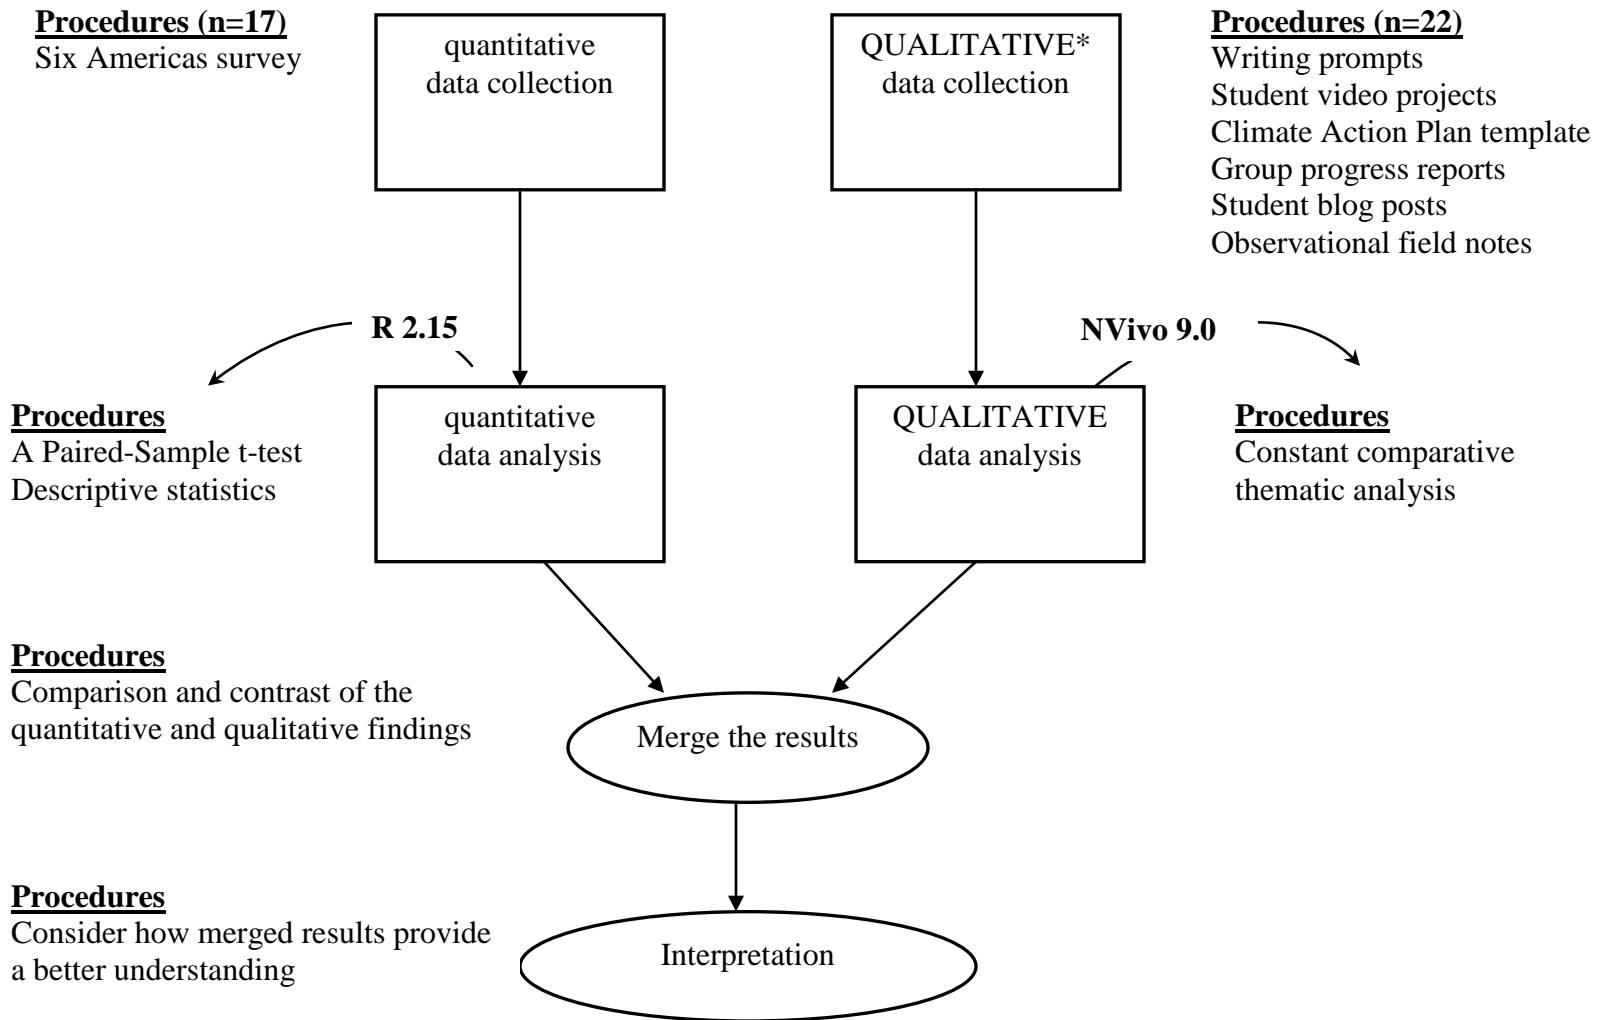 Procedures (n=17)
Six Americas survey
quantitative
data collection
QUALITATIVE*
data collection
Procedures (n=22)
Writing prompts
Student video projects
Climate Action Plan template
Group progress reports
Student blog posts
Observational field notes
R 2.15
NVivo 9.0
Procedures
A Paired-Sample t-test
Descriptive statistics
quantitative
data analysis
QUALITATIVE
data analysis
Procedures
Constant comparative
thematic analysis
Procedures
Comparison and contrast of the
quantitative and qualitative findings
Merge the results
Procedures
Consider how merged results provide
a better understanding
Interpretation